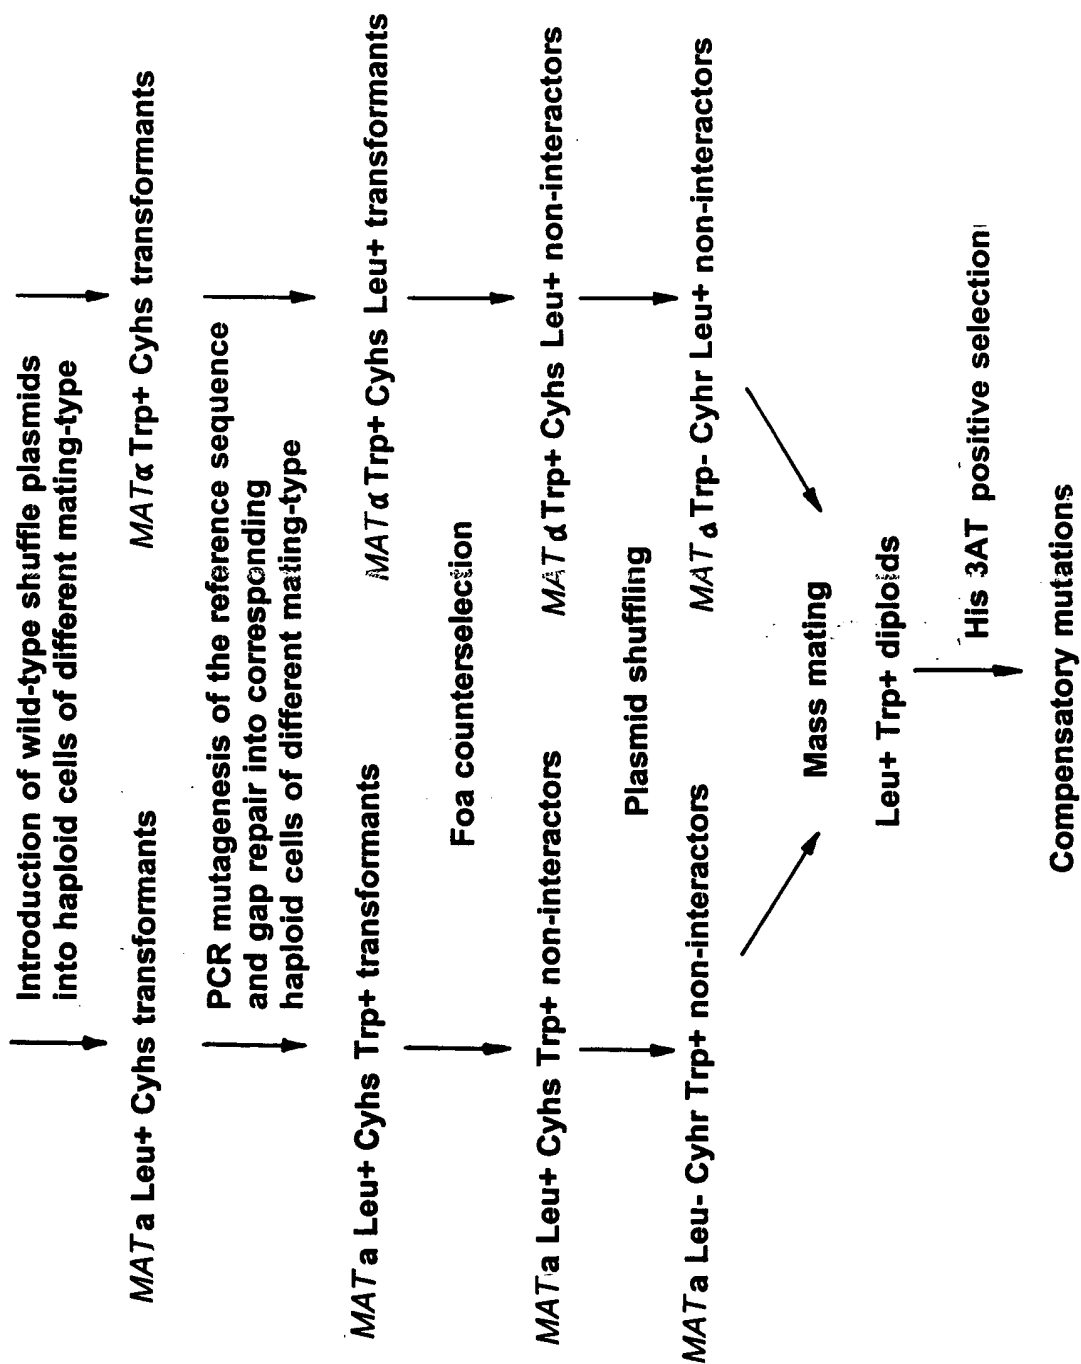 Introduction of wild-type shuffle plasmids
into haploid cells of different mating-type
MATa Leu+ Cyhs transformants
MATα Trp+ Cyhs transformants
PCR mutagenesis of the reference sequence
and gap repair into corresponding
haploid cells of different mating-type
MATa Leu+ Cyhs Trp+ transformants
MATα Trp+ Cyhs Leu+ transformants
Foa counterselection
MATa Leu+ Cyhs Trp+ non-interactors
MATα Trp+ Cyhs Leu+ non-interactors
Plasmid shuffling
MATa Leu- Cyhr Trp+ non-interactors
MATα Trp- Cyhr Leu+ non-interactors
Mass mating
Leu+ Trp+ diploids
His 3AT positive selection
Compensatory mutations